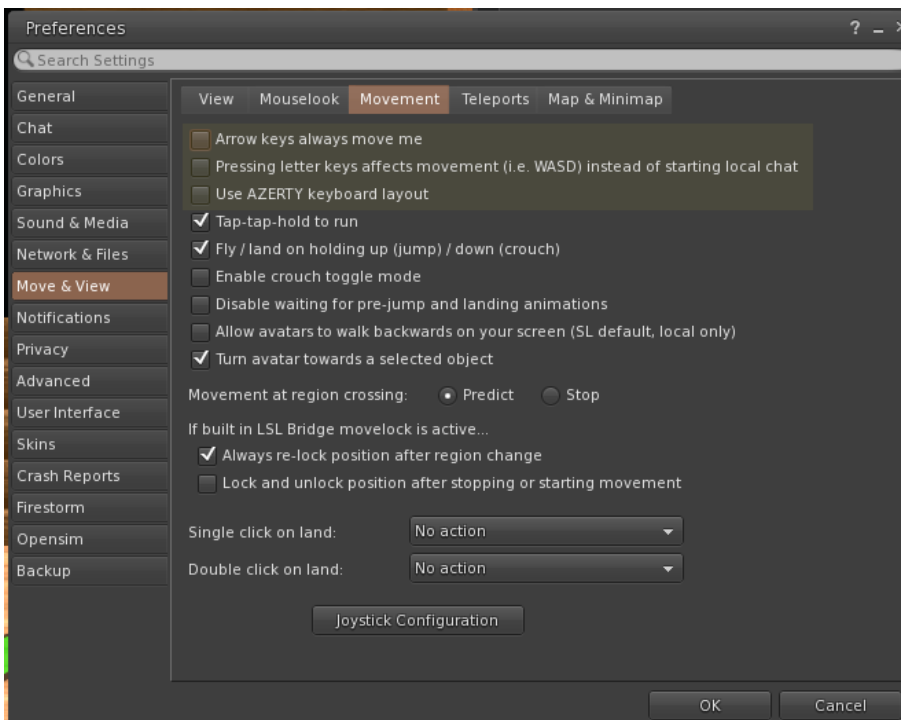 Preferences
?
Search Settings
General
Chat
Colors
Graphics
Sound & Media
Network & Files
Move & View
Notifications
Privacy
Advanced
User Interface
Skins
Crash Reports
Firestorm
Opensim
Backup
View Mouselook Movement Teleports Map & Minimap
Arrow keys always move me
Pressing letter keys affects movement (i.e. WASD) instead of starting local chat
Use AZERTY keyboard layout
Tap-tap-hold to run
Fly / land on holding up (jump) / down (crouch)
Enable crouch toggle mode
Disable waiting for pre-jump and landing animations
Allow avatars to walk backwards on your screen (SL default, local only)
Turn avatar towards a selected object
Movement at region crossing: Predict Stop
If built in LSL Bridge movelock is active...
Always re-lock position after region change
Lock and unlock position after stopping or starting movement
Single click on land: No action
Double click on land: No action
Joystick Configuration
OK Cancel